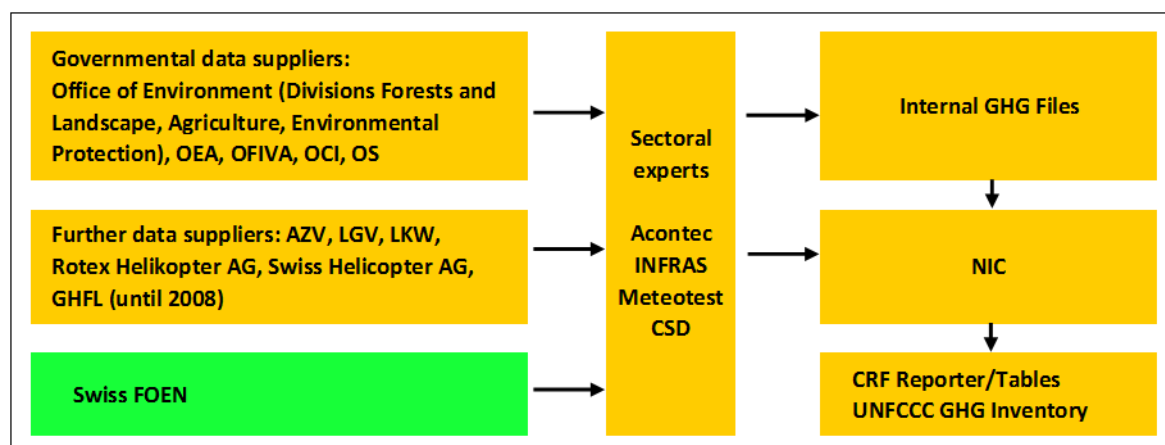 Governmental data suppliers:
Office of Environment (Divisions Forests and
Landscape, Agriculture, Environmental
Protection), OEA, OFIVA, OCI, OS
Further data suppliers: AZV, LGV, LKW,
Rotex Helikopter AG, Swiss Helicopter AG,
GHFL (until 2008)
Swiss FOEN
Sectoral
experts
Acontec
INFRAS
Meteotest
CSD
Internal GHG Files
NIC
CRF Reporter/Tables
UNFCCC GHG Inventory